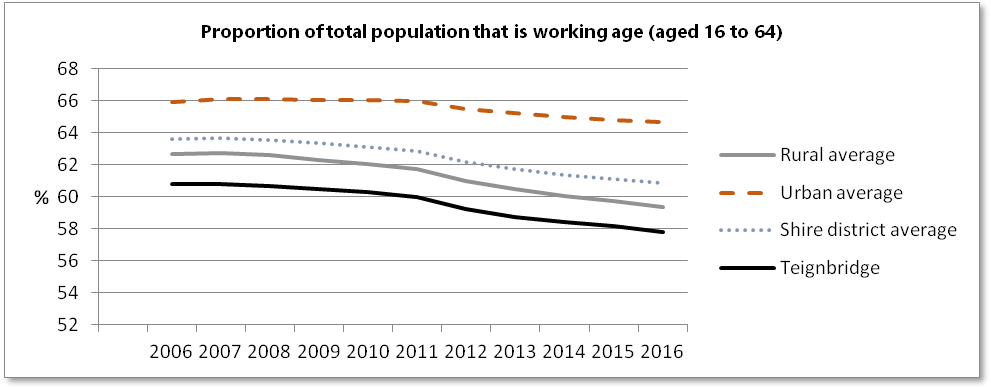 Proportion of total population that is working age (aged 16 to 64)
68
66
64
62
60
58
56
54
52
%
2006 2007 2008 2009 2010 2011 2012 2013 2014 2015 2016
Rural average
Urban average
Shire district average
Teignbridge